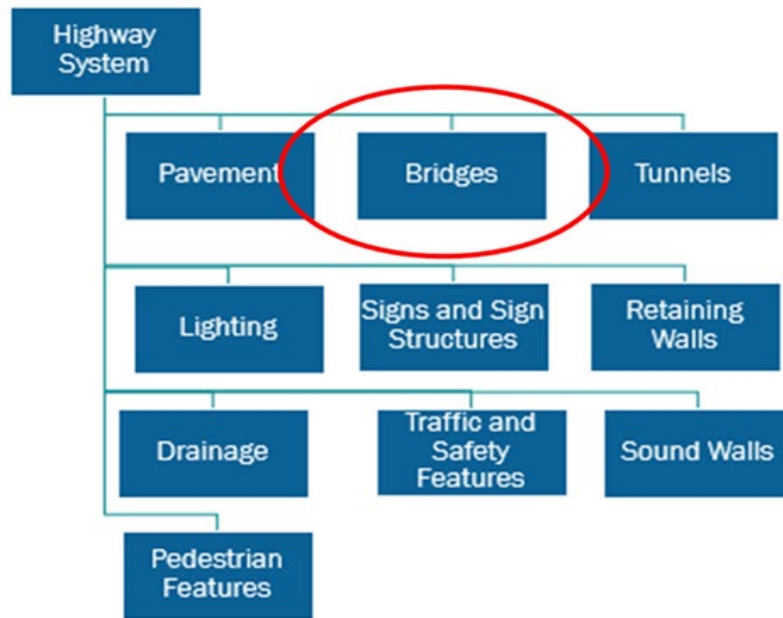 Highway
System
Pavement
Bridges
Tunnels
Lighting
Signs and Sign
Structures
Retaining
Walls
Drainage
Traffic and
Safety
Features
Sound Walls
Pedestrian
Features